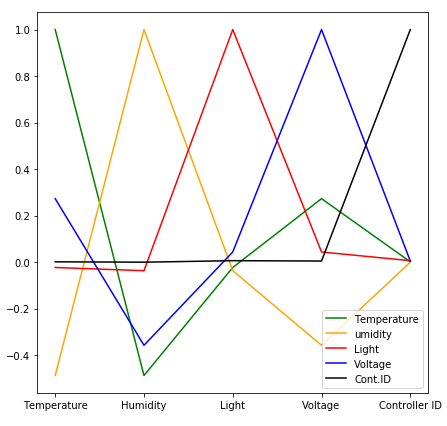 1.0
0.8
0.6
0.4
0.2
0.0
−0.2
−0.4
Temperature
umidity
Light
Voltage
Cont.ID
Temperature Humidity Light Voltage Controller ID